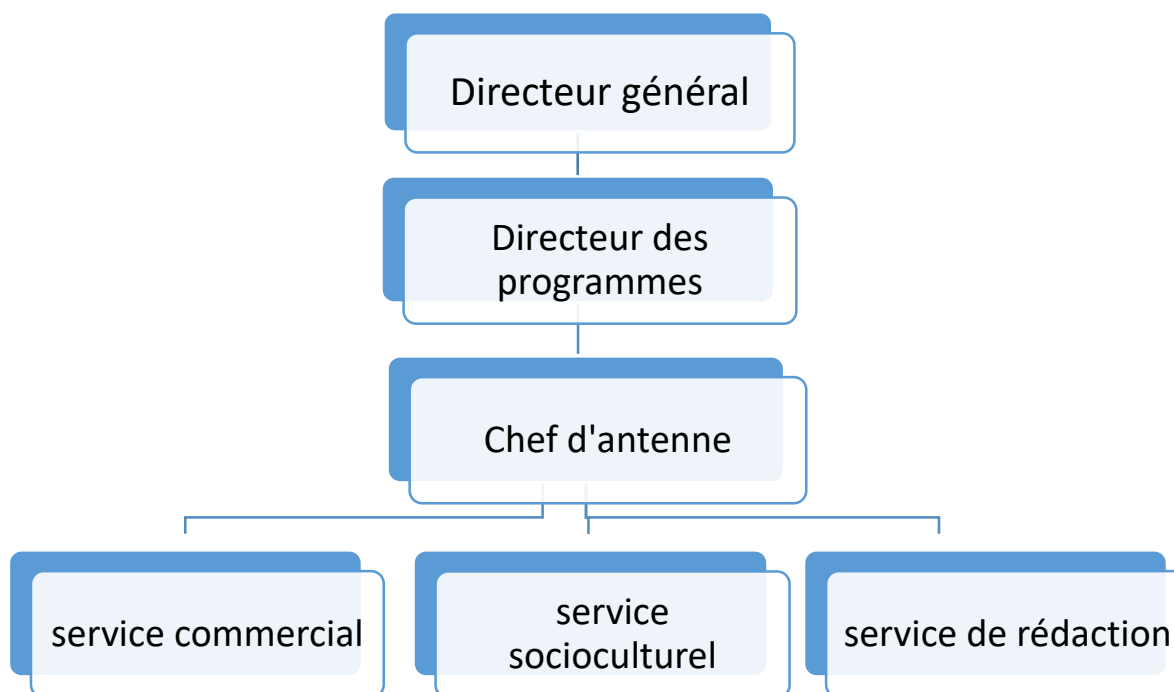 Directeur général
Directeur des
programmes
Chef d'antenne
service commercial
service
socioculturel
service de rédaction